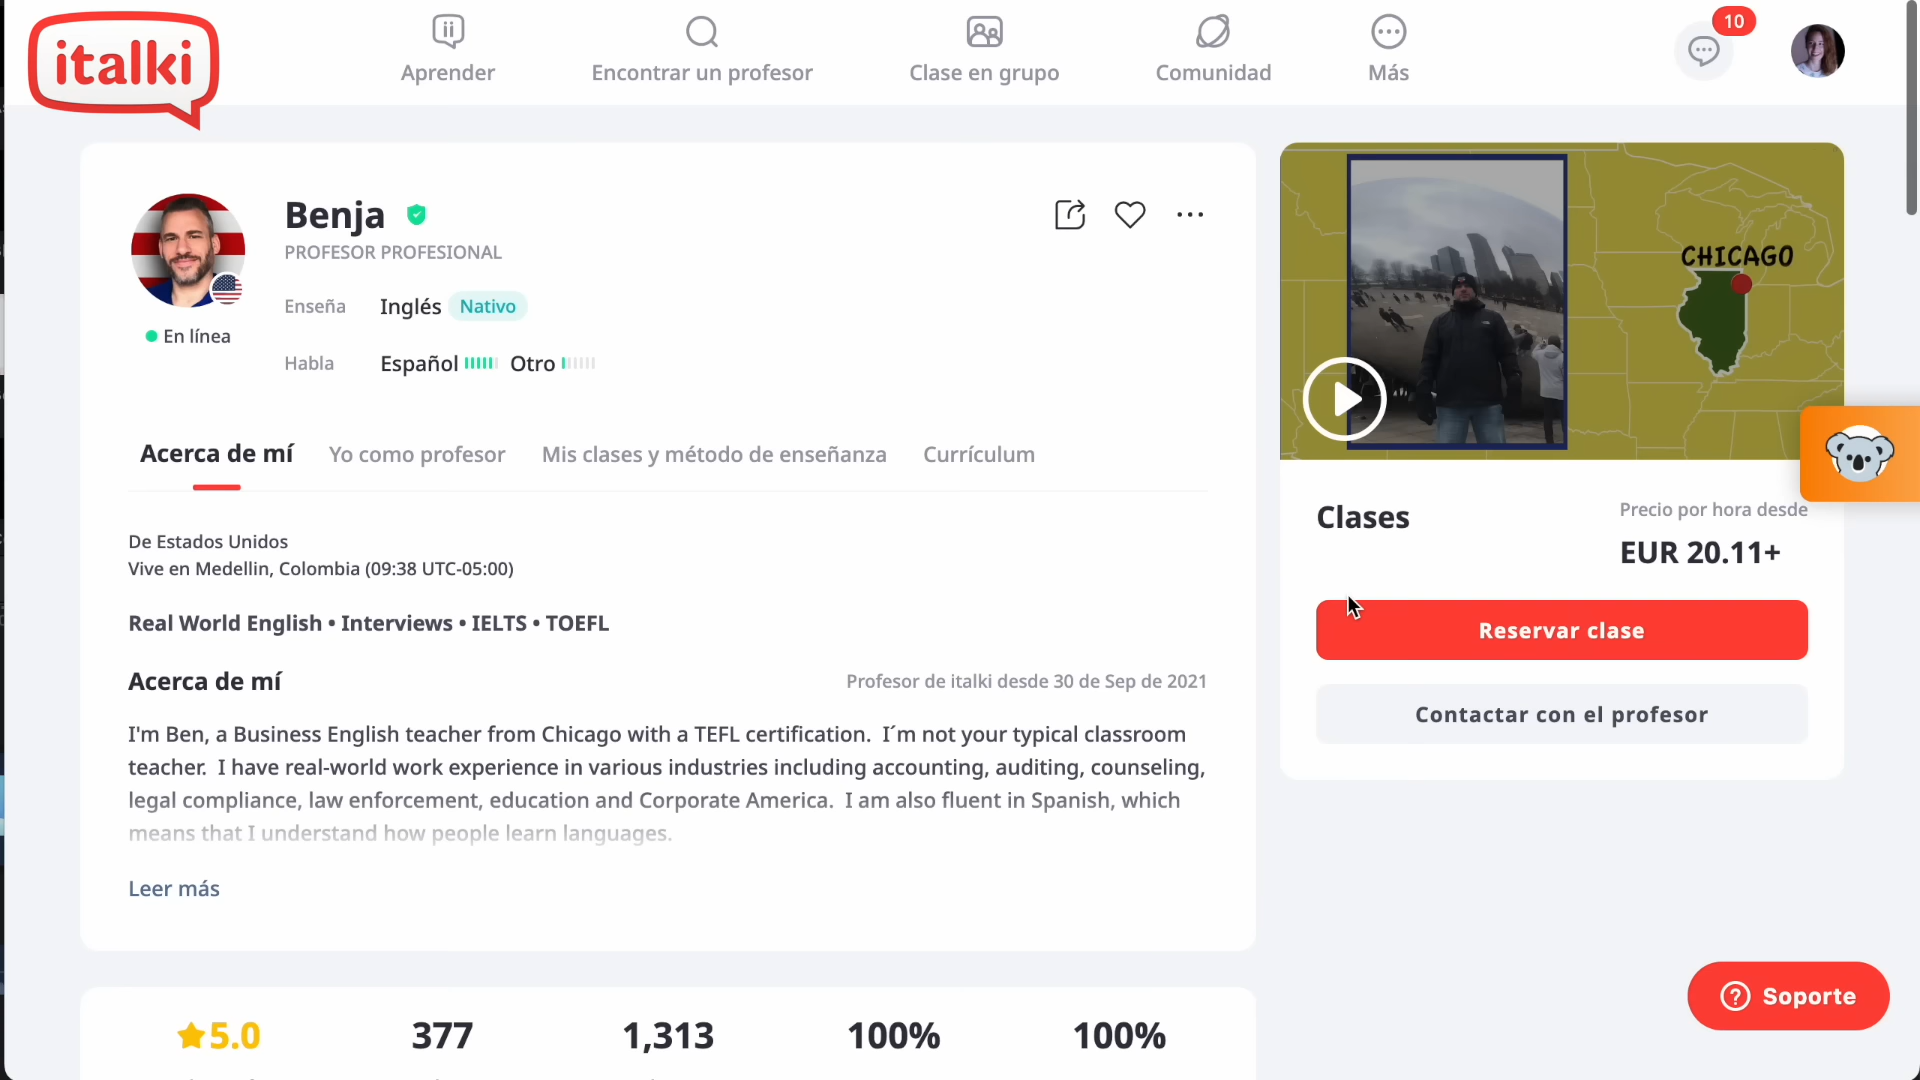 italki
Aprender
Encontrar un profesor
Clase en grupo
Comunidad
Más
10
Benja
PROFESOR PROFESIONAL
Enseña Inglés Nativo
En línea
Habla Español Otro
CHICAGO
Acerca de mí Yo como profesor Mis clases y método de enseñanza Currículum
De Estados Unidos
Vive en Medellin, Colombia (09:38 UTC-05:00)
Real World English • Interviews • IELTS • TOEFL
Acerca de mí
Profesor de italki desde 30 de Sep de 2021
I'm Ben, a Business English teacher from Chicago with a TEFL certification. I´m not your typical classroom
teacher. I have real-world work experience in various industries including accounting, auditing, counseling,
legal compliance, law enforcement, education and Corporate America. I am also fluent in Spanish, which
means that I understand how people learn languages.
Leer más
Clases
Precio por hora desde
EUR 20.11+
Reservar clase
Contactar con el profesor
5.0 377 1,313 100% 100%
Soporte